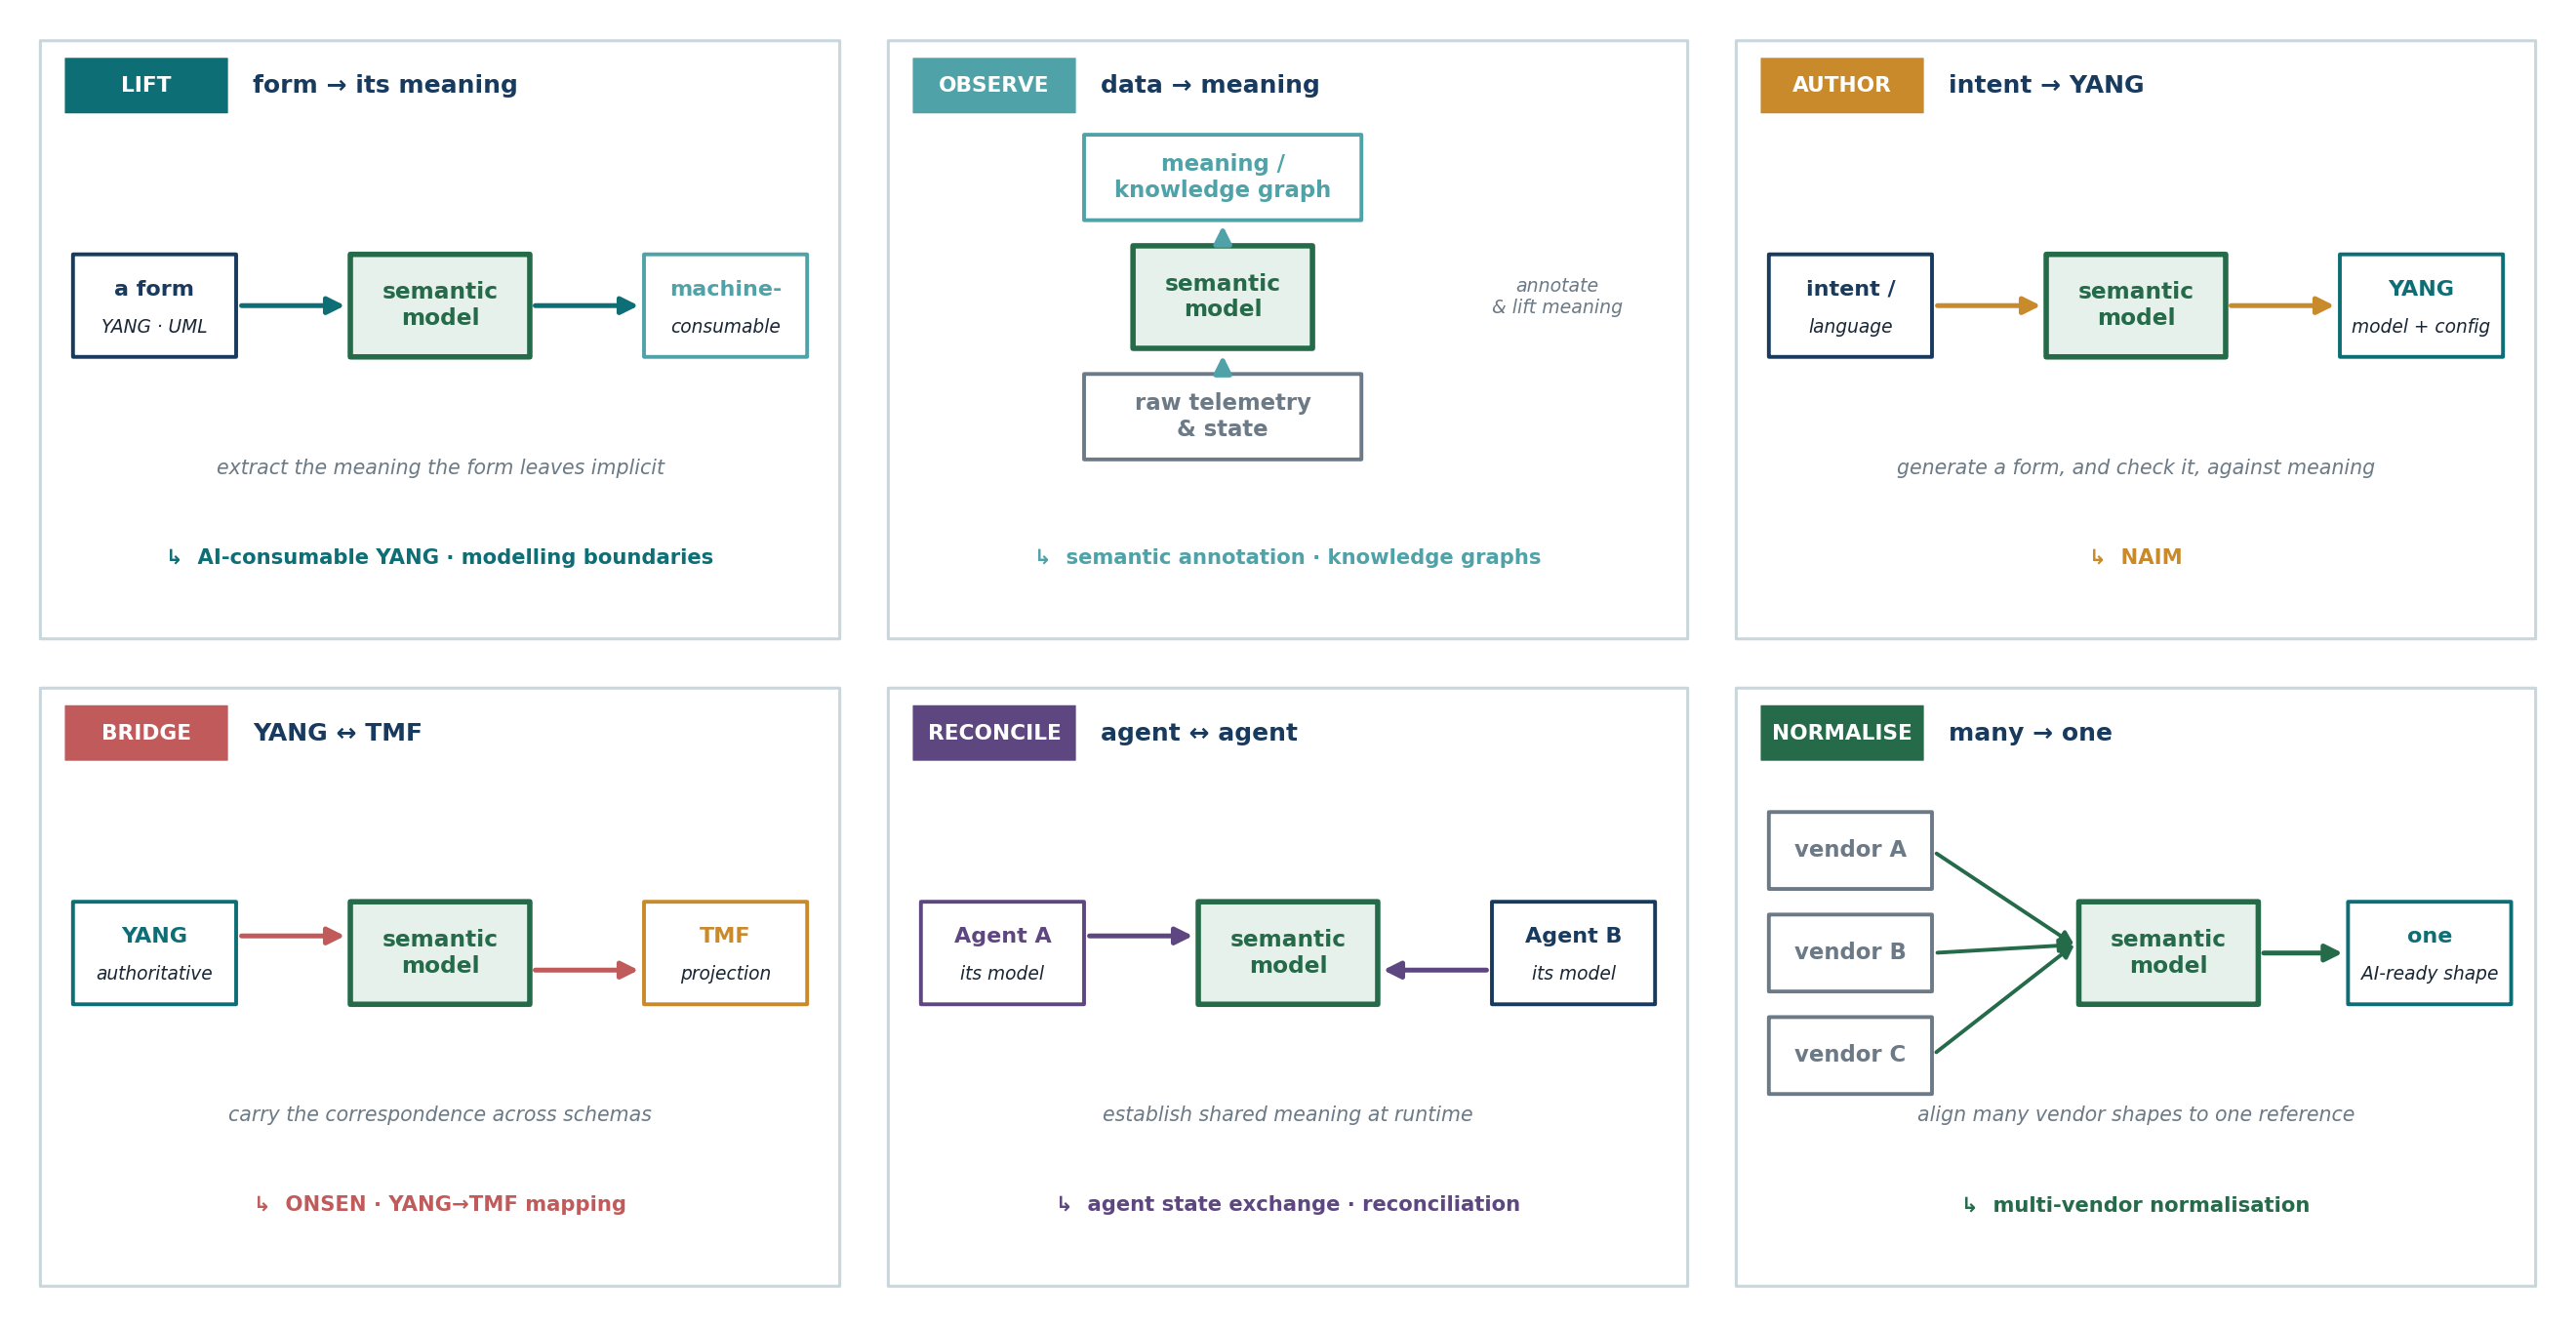 LIFT
form → its meaning
a form
YANG · UML
semantic
model
machine-
consumable
extract the meaning the form leaves implicit
↳ AI-consumable YANG · modelling boundaries
OBSERVE
data → meaning
meaning /
knowledge graph
semantic
model
annotate
& lift meaning
raw telemetry
& state
↳ semantic annotation · knowledge graphs
AUTHOR
intent → YANG
intent /
language
semantic
model
YANG
model + config
generate a form, and check it, against meaning
↳ NAIM
BRIDGE
YANG ↔ TMF
YANG
authoritative
semantic
model
TMF
projection
carry the correspondence across schemas
↳ ONSEN · YANG→TMF mapping
RECONCILE
agent ↔ agent
Agent A
its model
semantic
model
Agent B
its model
establish shared meaning at runtime
↳ agent state exchange · reconciliation
NORMALISE
many → one
vendor A
vendor B
vendor C
semantic
model
one
AI-ready shape
align many vendor shapes to one reference
↳ multi-vendor normalisation